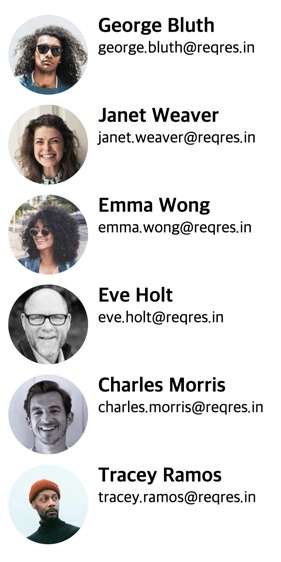 George Bluth
george.bluth@reqres.in
Janet Weaver
janet.weaver@reqres.in
Emma Wong
emma.wong@reqres.in
Eve Holt
eve.holt@reqres.in
Charles Morris
charles.morris@reqres.in
Tracey Ramos
tracey.ramos@reqres.in